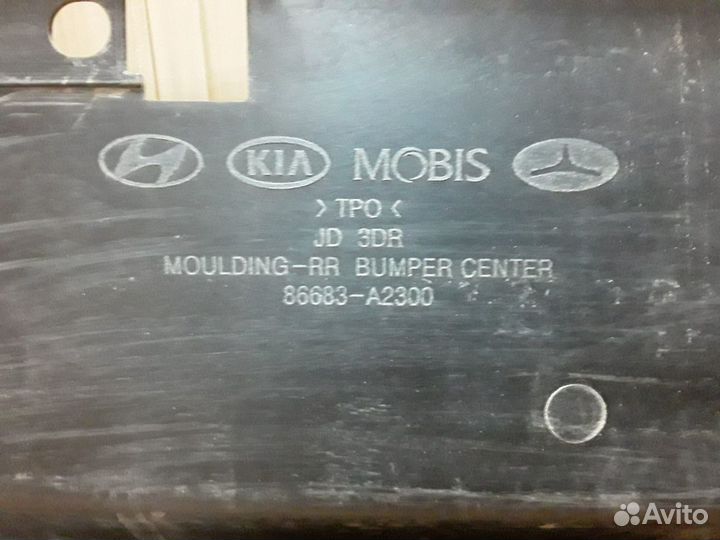 KIA MOBIS
>TPO<
JD 3DR
MOULDING-RR BUMPER CENTER
86683-A2300
Avito